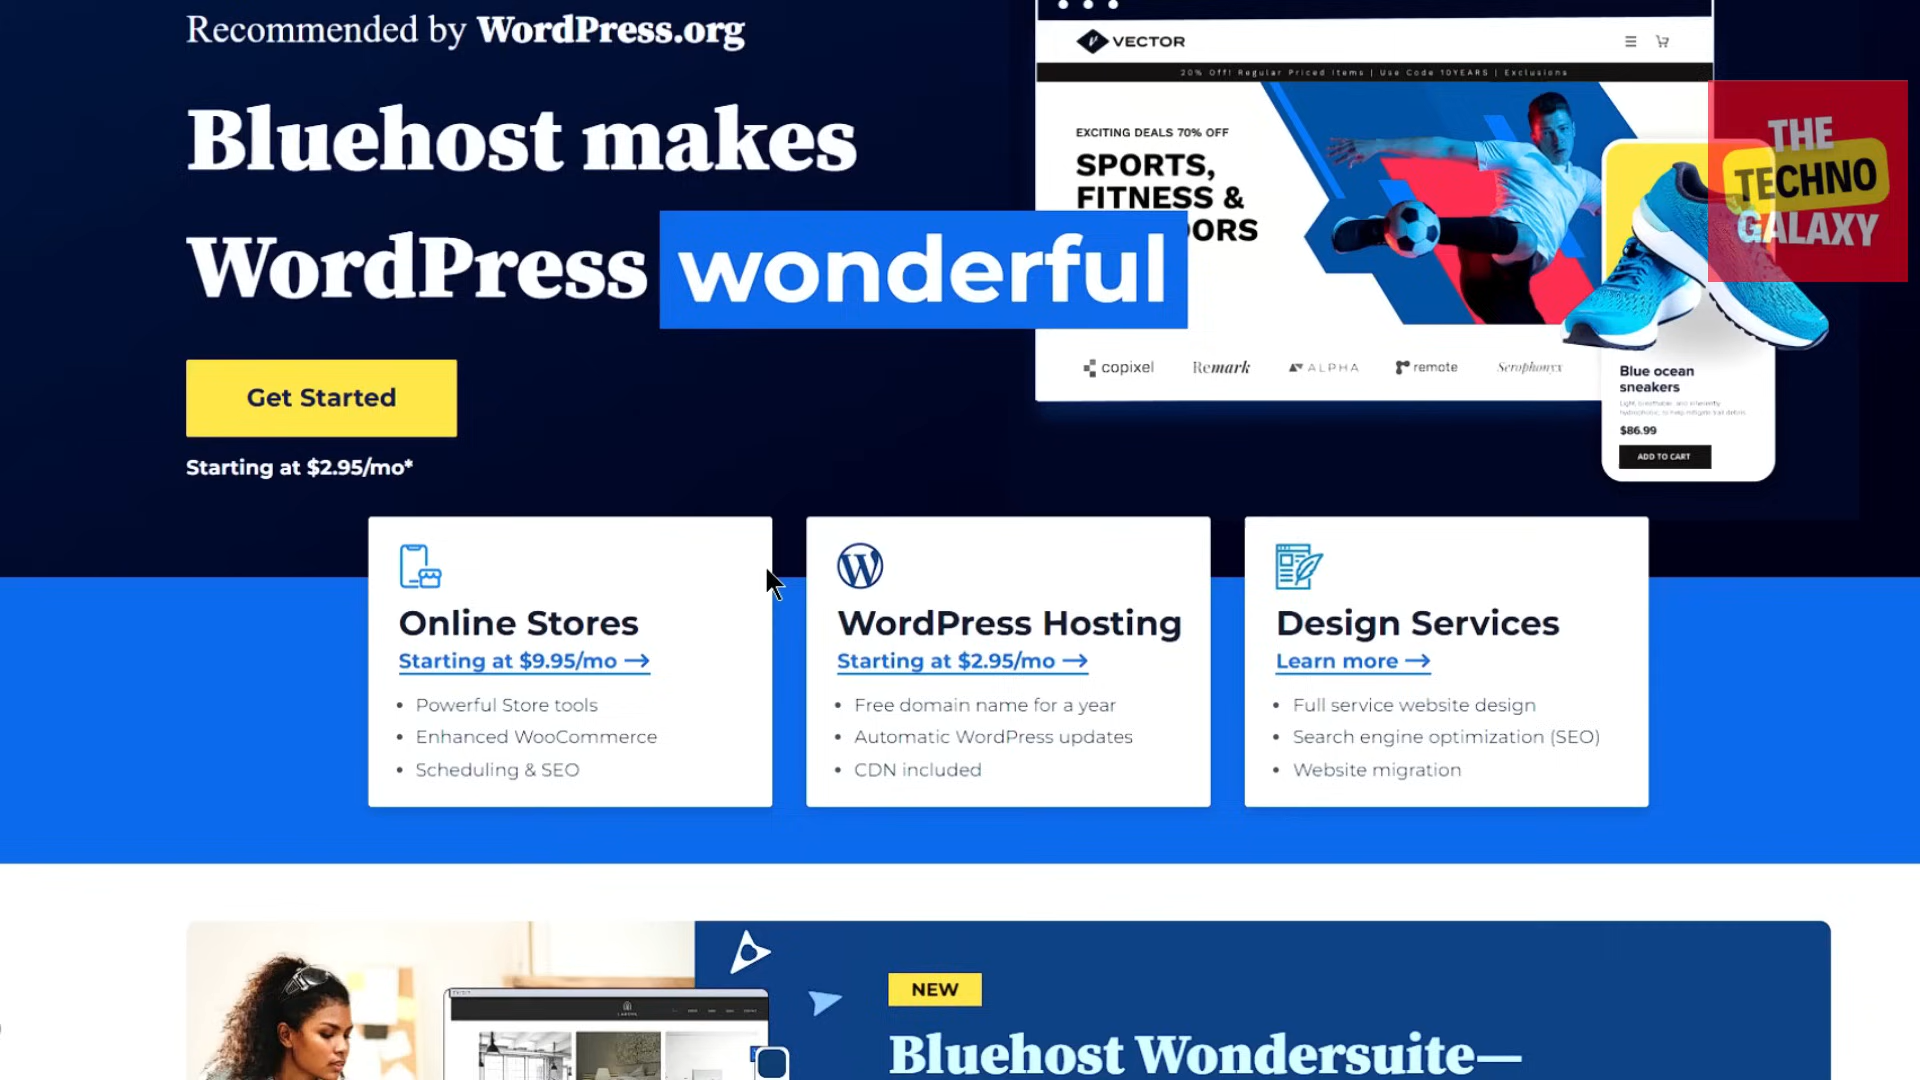 Recommended by WordPress.org
Bluehost makes
WordPress wonderful
Get Started
Starting at $2.95/mo*
VECTOR
20% Off! Regular Priced Items | Use Code 10YEARS | Exclusions
EXCITING DEALS 70% OFF
SPORTS,
FITNESS &
OORS
copixel
Remark
ALPHA
remote
Serophonyx
Blue ocean
sneakers
$86.99
ADD TO CART
THE
TECHNO
GALAXY
Online Stores
Starting at $9.95/mo →
• Powerful Store tools
• Enhanced WooCommerce
• Scheduling & SEO
WordPress Hosting
Starting at $2.95/mo →
• Free domain name for a year
• Automatic WordPress updates
• CDN included
Design Services
Learn more →
• Full service website design
• Search engine optimization (SEO)
• Website migration
NEW
Bluehost Wondersuite—